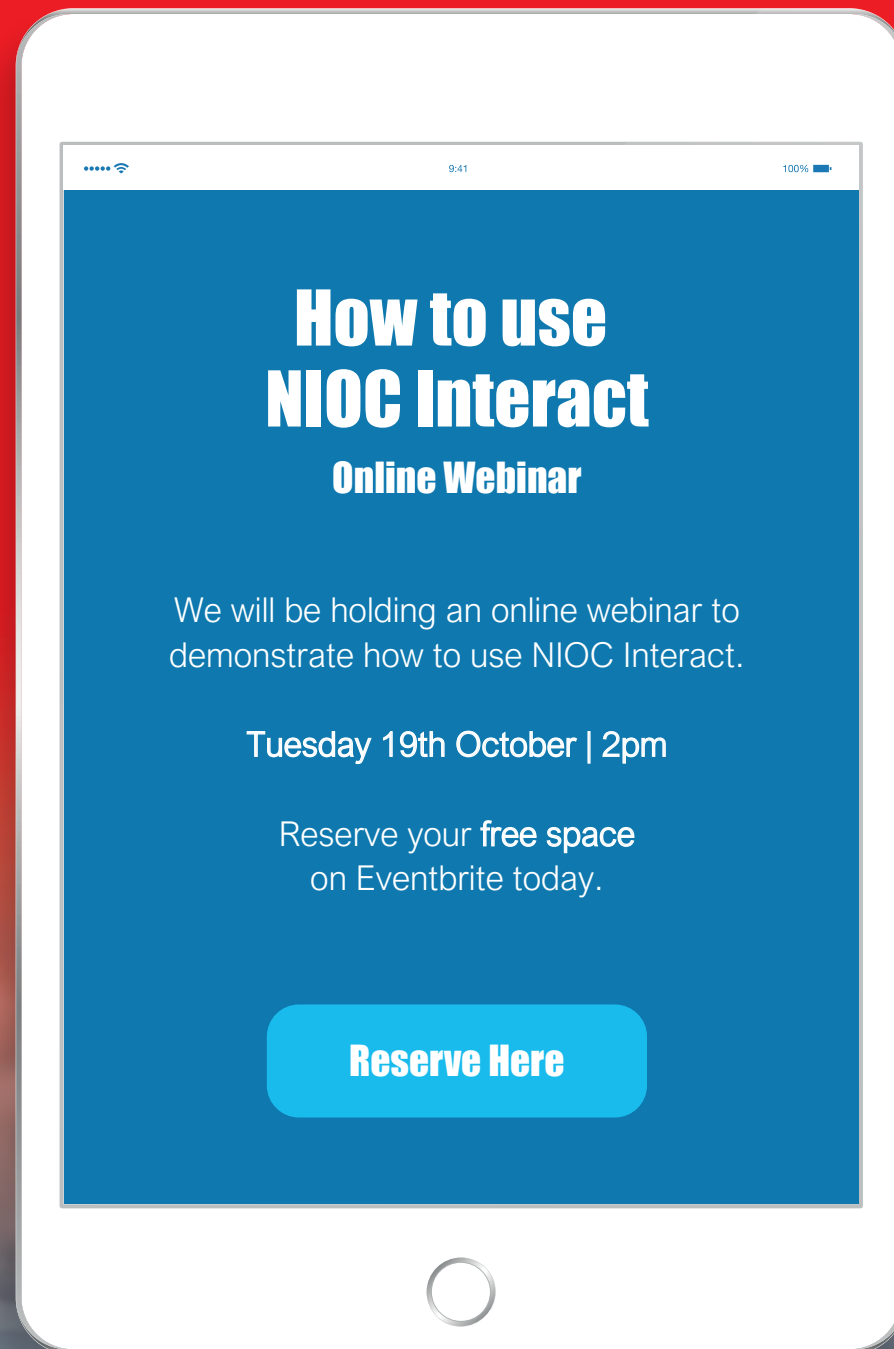 9:41
100%
How to use
NIOC Interact
Online Webinar
We will be holding an online webinar to
demonstrate how to use NIOC Interact.
Tuesday 19th October | 2pm
Reserve your free space
on Eventbrite today.
Reserve Here